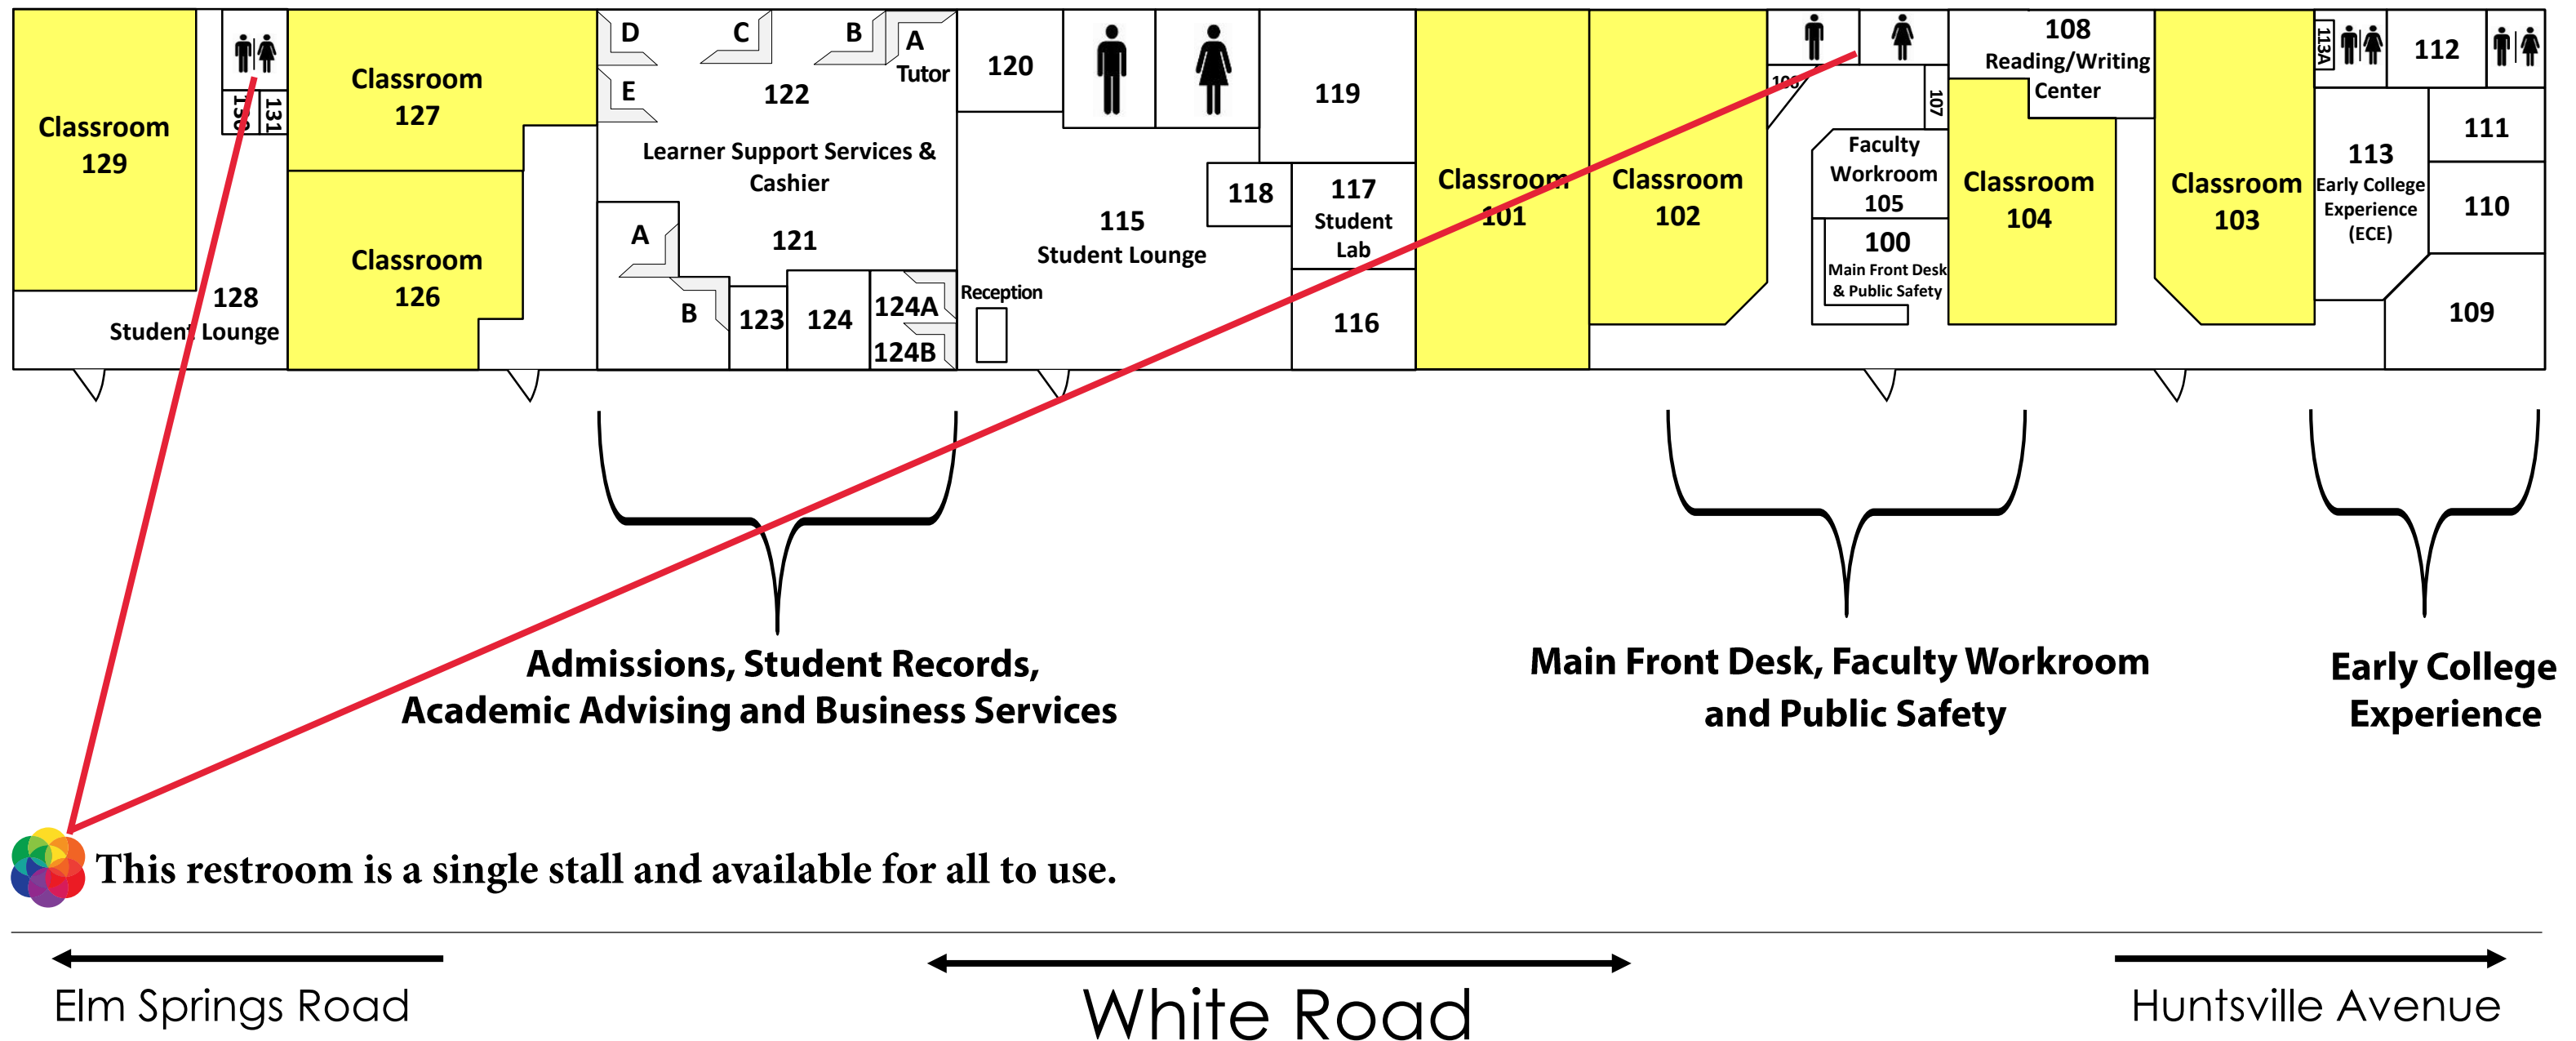 Classroom
129
130
131
128
Student Lounge
Classroom
127
Classroom
126
D
C
B
A
Tutor
E
122
Learner Support Services &
Cashier
121
A
B
123
124
124A
124B
120
Reception
115
Student Lounge
119
118
117
Student
Lab
116
Classroom
101
Classroom
102
106
107
Faculty
Workroom
105
100
Main Front Desk
& Public Safety
108
Reading/Writing
Center
Classroom
104
Classroom
103
113A
112
113
Early College
Experience
(ECE)
111
110
109
Admissions, Student Records,
Academic Advising and Business Services
Main Front Desk, Faculty Workroom
and Public Safety
Early College
Experience
This restroom is a single stall and available for all to use.
Elm Springs Road
White Road
Huntsville Avenue